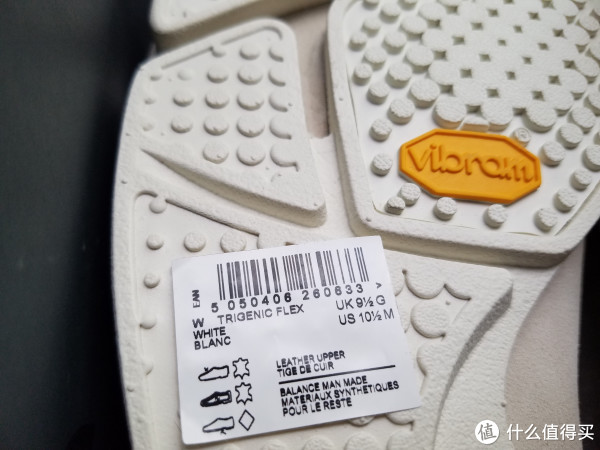 Vibram
EAN
5 050406 260633 >
W TRIGENIC FLEX UK 9½ G
WHITE US 10½ M
BLANC
LEATHER UPPER
TIGE DE CUIR
BALANCE MAN MADE
MATERIAUX SYNTHETIQUES
POUR LE RESTE
值 什么值得买